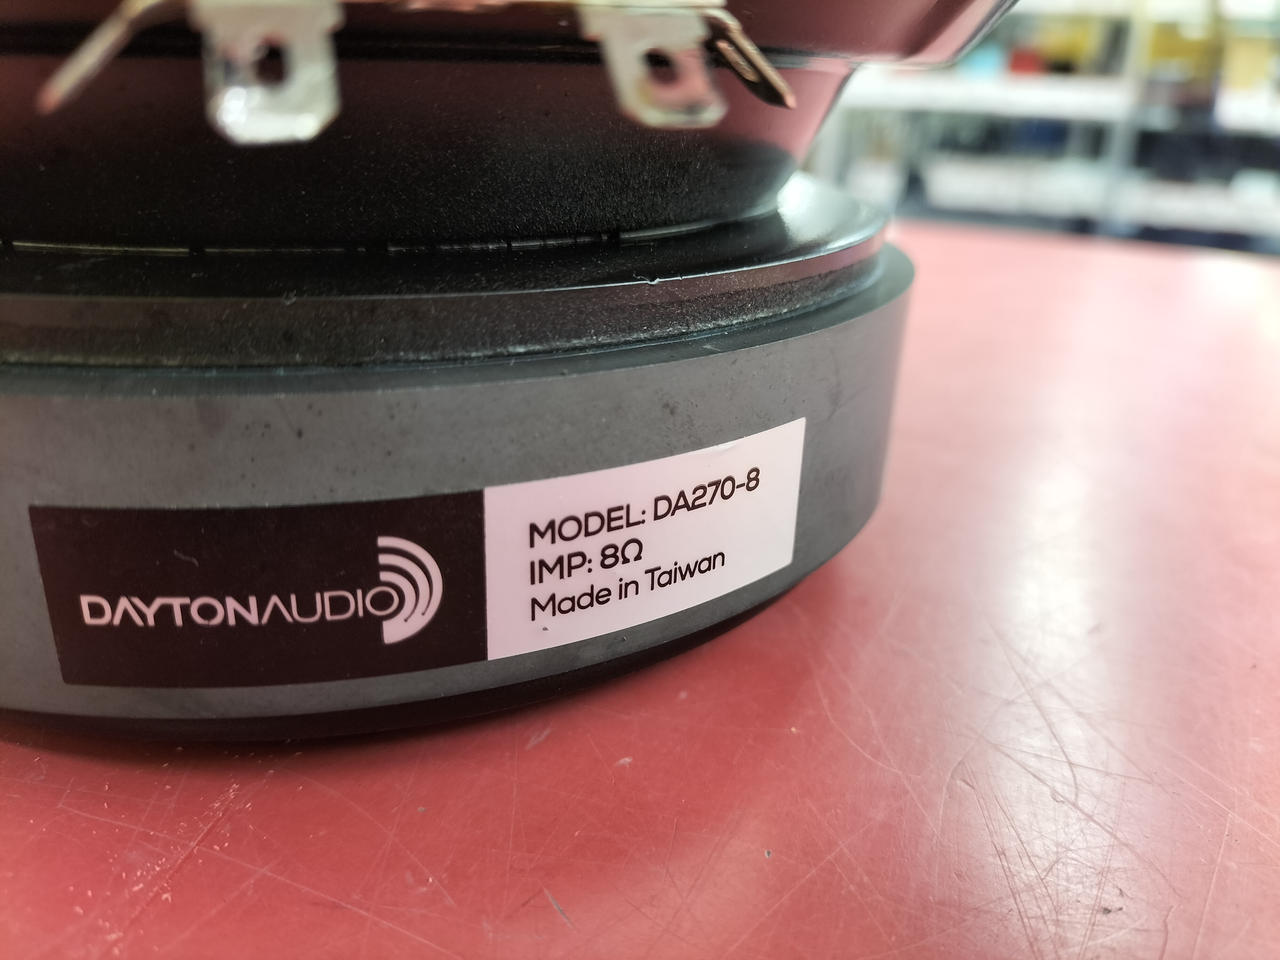 DAYTONAUDIO
MODEL: DA270-8
IMP: 8Ω
Made in Taiwan